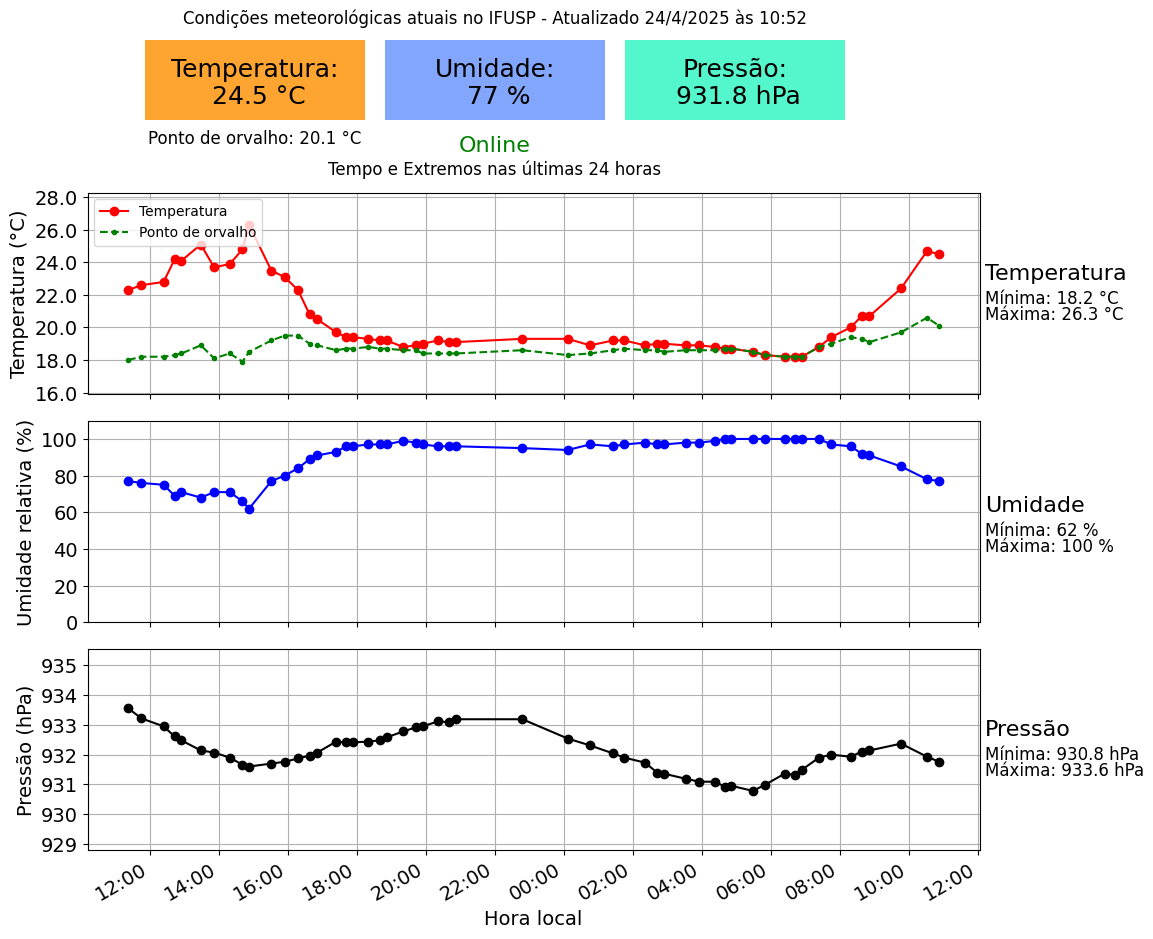 Condições meteorológicas atuais no IFUSP - Atualizado 24/4/2025 às 10:52
Temperatura:
24.5 °C
Umidade:
77 %
Pressão:
931.8 hPa
Ponto de orvalho: 20.1 °C
Online
Tempo e Extremos nas últimas 24 horas
Temperatura (°C)
28.0
26.0
24.0
22.0
20.0
18.0
16.0
Temperatura
Ponto de orvalho
Temperatura
Mínima: 18.2 °C
Máxima: 26.3 °C
Umidade relativa (%)
100
80
60
40
20
0
Umidade
Mínima: 62 %
Máxima: 100 %
Pressão (hPa)
935
934
933
932
931
930
929
Pressão
Mínima: 930.8 hPa
Máxima: 933.6 hPa
12:00
14:00
16:00
18:00
20:00
22:00
00:00
02:00
04:00
06:00
08:00
10:00
12:00
Hora local